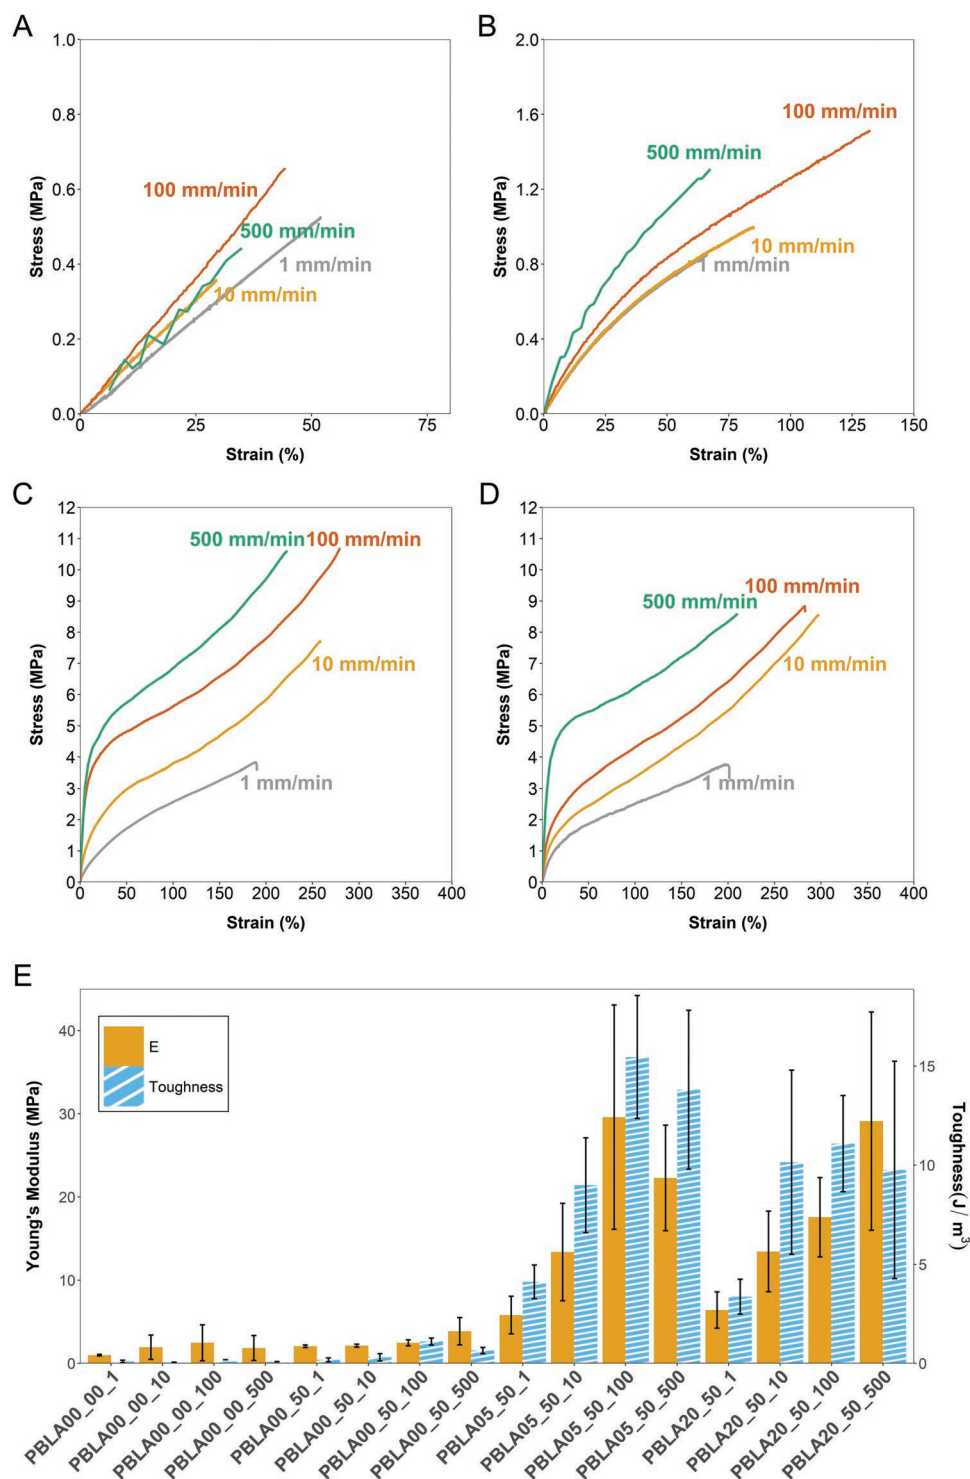 A
1.0
0.8
0.6
0.4
0.2
0.0
Stress (MPa)
100 mm/min
500 mm/min
1 mm/min
10 mm/min
0
25
50
75
Strain (%)
B
2.0
1.6
1.2
0.8
0.4
0.0
Stress (MPa)
100 mm/min
500 mm/min
10 mm/min
1 mm/min
0
25
50
75
100
125
150
Strain (%)
C
12
11
10
9
8
7
6
5
4
3
2
1
0
Stress (MPa)
500 mm/min
100 mm/min
10 mm/min
1 mm/min
0
50
100
150
200
250
300
350
400
Strain (%)
D
12
11
10
9
8
7
6
5
4
3
2
1
0
Stress (MPa)
100 mm/min
500 mm/min
10 mm/min
1 mm/min
0
50
100
150
200
250
300
350
400
Strain (%)
E
E
Toughness
40
30
20
10
0
Young's Modulus (MPa)
15
10
5
0
Toughness(J/ m³)
PBLA00_00_1
PBLA00_00_10
PBLA00_00_100
PBLA00_00_500
PBLA00_50_1
PBLA00_50_10
PBLA00_50_100
PBLA00_50_500
PBLA05_50_1
PBLA05_50_10
PBLA05_50_100
PBLA05_50_500
PBLA20_50_1
PBLA20_50_10
PBLA20_50_100
PBLA20_50_500